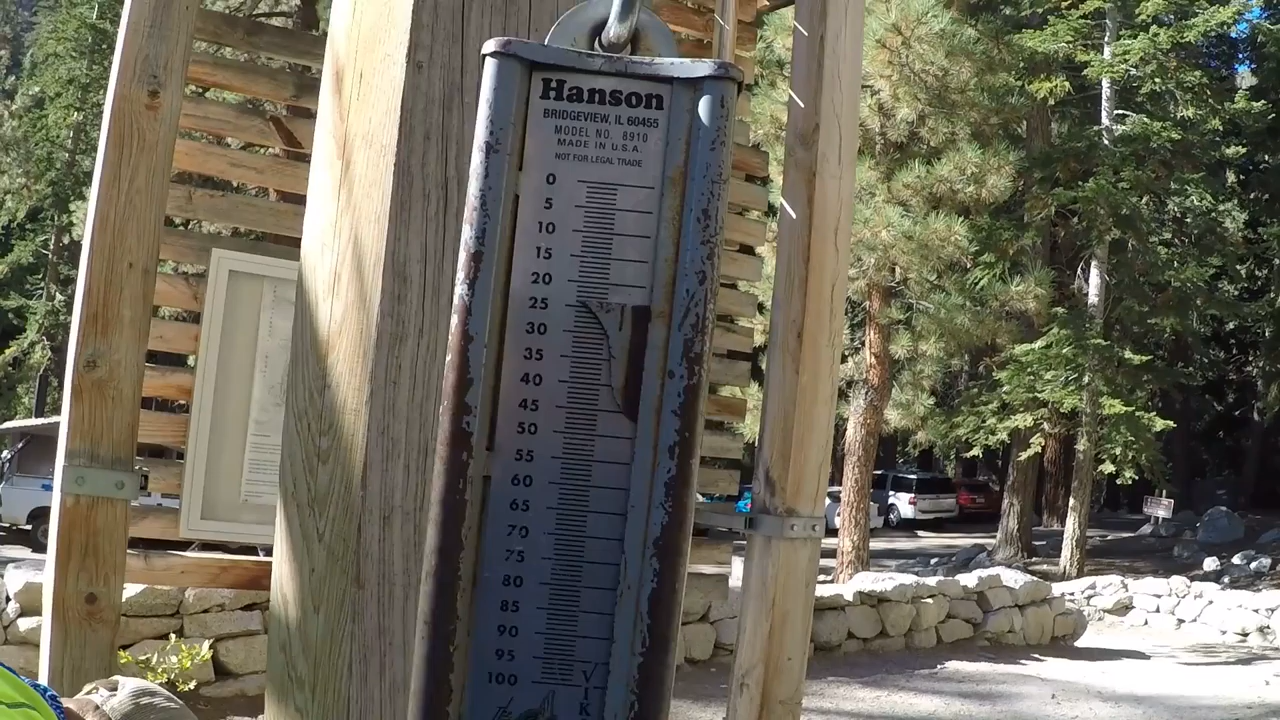 Hanson
BRIDGEVIEW, IL 60455
MODEL NO. 8910
MADE IN U.S.A.
NOT FOR LEGAL TRADE
0
5
10
15
20
25
30
35
40
45
50
55
60
65
70
75
80
85
90
95
100
The
V
I
K